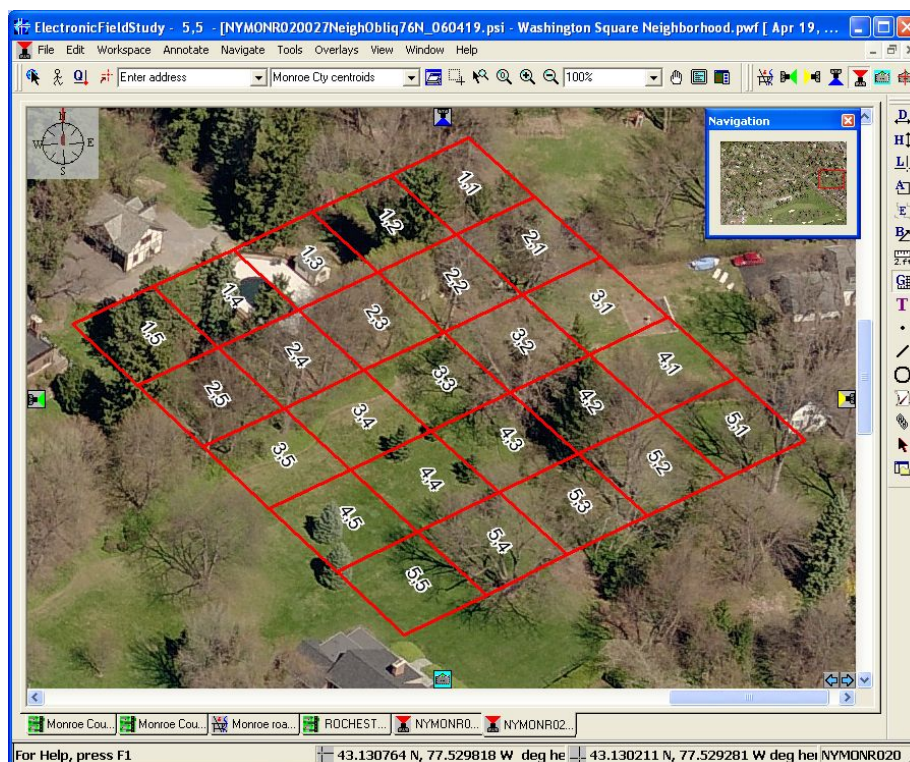 ElectronicFieldStudy - 5,5 - [NYMONR020027NeighObliq76N_060419.psi - Washington Square Neighborhood.pwf [ Apr 19, ...
File Edit Workspace Annotate Navigate Tools Overlays View Window Help
Enter address Monroe Cty centroids 100%
N
W E
S
Navigation
D
H
L
A
E
B
2.ft
G
T
1,1
1,2
2,1
1,3
2,2
3,1
1,4
2,3
3,2
4,1
1,5
2,4
3,3
4,2
5,1
2,5
3,4
4,3
5,2
3,5
4,4
5,3
4,5
5,4
5,5
Monroe Cou... Monroe Cou... Monroe roa... ROCHEST... NYMONR0... NYMONR02...
For Help, press F1 43.130764 N, 77.529818 W deg he 43.130211 N, 77.529281 W deg hei NYMONR020